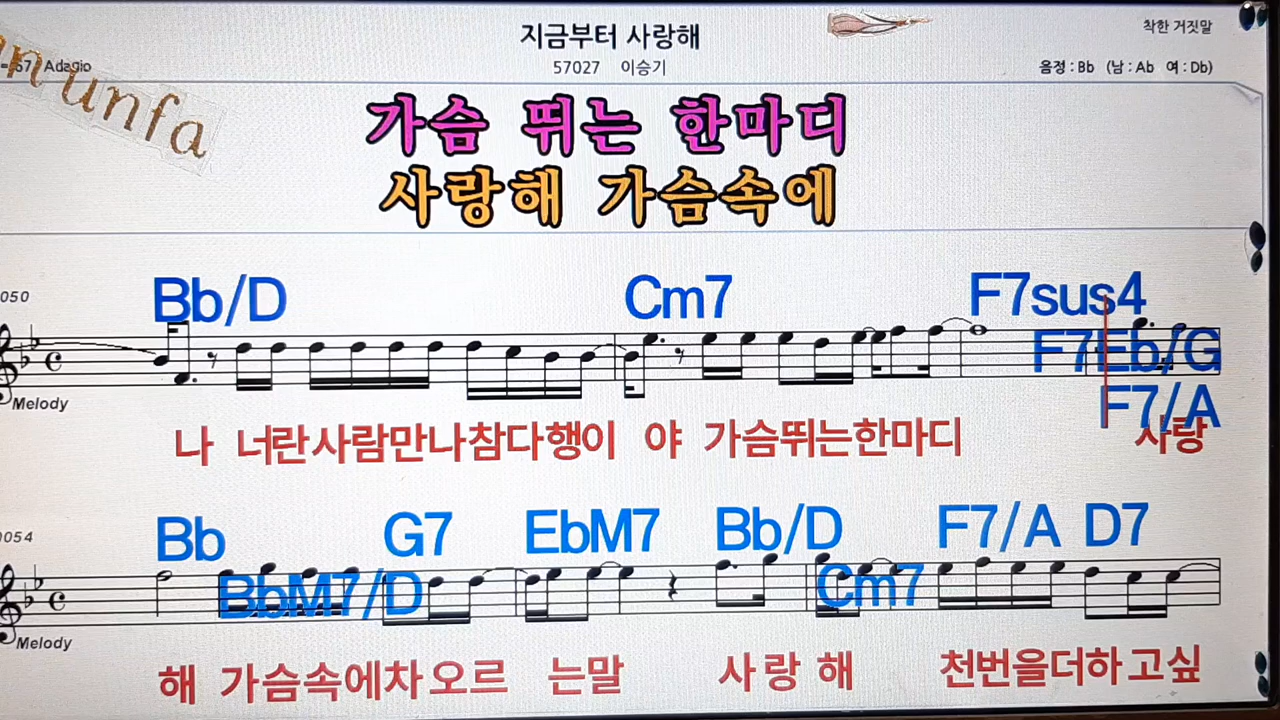 지금부터 사랑해
착한 거짓말
57027 이승기
음정 : Bb (남 : Ab 여 : Db)
Adagio
unfa
가슴 뛰는 한마디
사랑해 가슴속에
Bb/D Cm7 F7sus4
F7 Eb/G
F7/A
Melody
나 너란사람만나참다행이 야 가슴뛰는한마디 사랑
Bb G7 EbM7 Bb/D F7/A D7
BbM7/D Cm7
Melody
해 가슴속에차오르 는말 사랑 해 천번을더하고싶